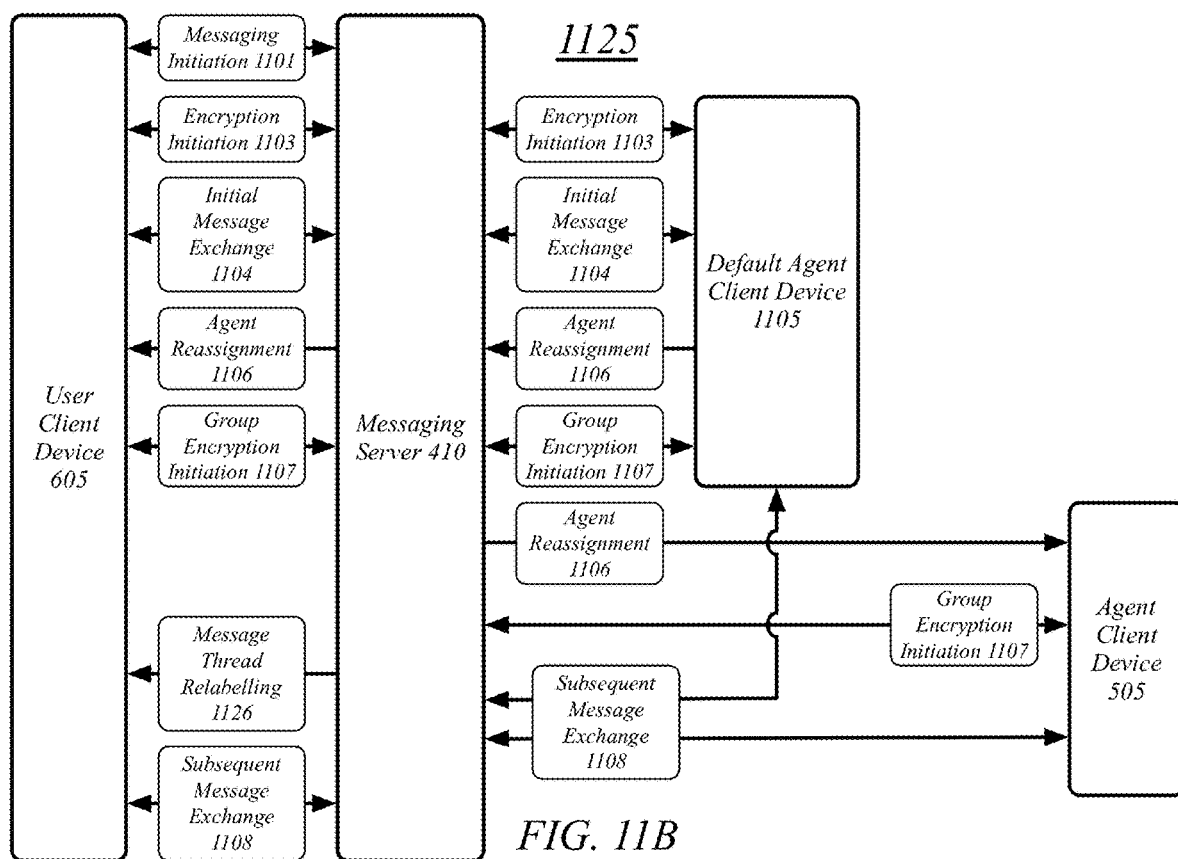 1125
Messaging
Initiation 1101
Encryption
Initiation 1103
Encryption
Initiation 1103
Initial
Message
Exchange
1104
Initial
Message
Exchange
1104
Default Agent
Client Device
1105
Agent
Reassignment
1106
Agent
Reassignment
1106
User
Client
Device
605
Group
Encryption
Initiation 1107
Messaging
Server 410
Group
Encryption
Initiation 1107
Agent
Reassignment
1106
Group
Encryption
Initiation 1107
Agent
Client
Device
505
Message
Thread
Relabelling
1126
Subsequent
Message
Exchange
1108
Subsequent
Message
Exchange
1108
FIG. 11B